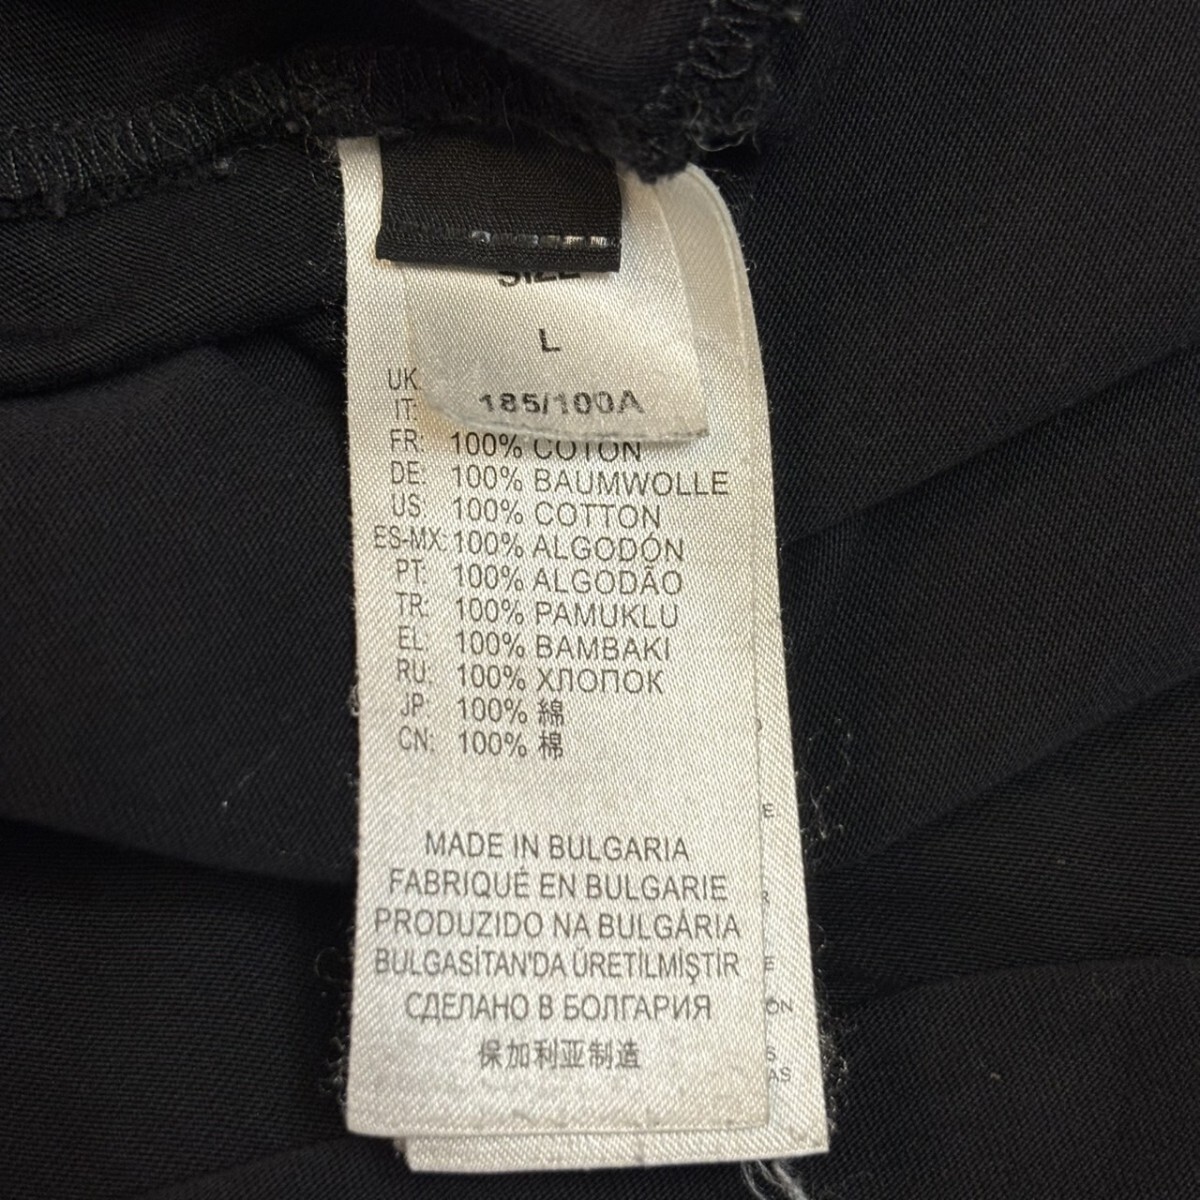 SIZE
L
185/100A
UK:
IT:
FR: 100% COTON
DE: 100% BAUMWOLLE
US: 100% COTTON
ES-MX: 100% ALGODÓN
PT: 100% ALGODÃO
TR: 100% PAMUKLU
EL: 100% BAMBAKI
RU: 100% ХЛОПОК
JP: 100% 綿
CN: 100% 棉
MADE IN BULGARIA
FABRIQUÉ EN BULGARIE
PRODUZIDO NA BULGÁRIA
BULGASİTAN'DA ÜRETİLMİŞTİR
СДЕЛАНО В БОЛГАРИЯ
保加利亚制造